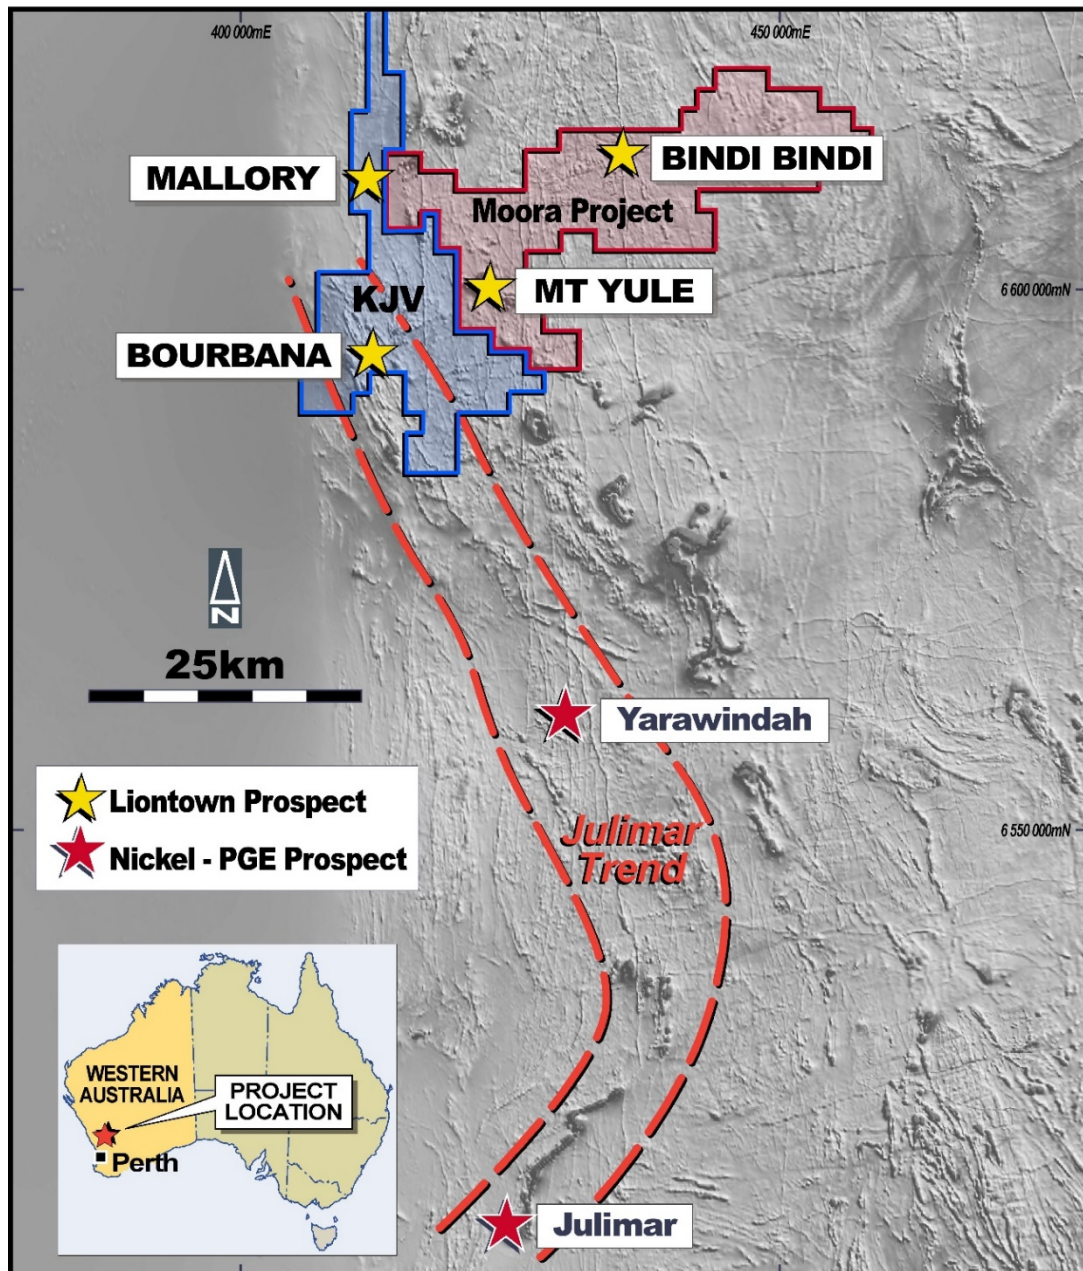 400 000mE
450 000mE
MALLORY
BINDI BINDI
Moora Project
KJV
MT YULE
6 600 000mN
BOURBANA
N
25km
Yarawindah
Liontown Prospect
Nickel - PGE Prospect
Julimar
Trend
6 550 000mN
WESTERN
AUSTRALIA
PROJECT
LOCATION
Perth
Julimar